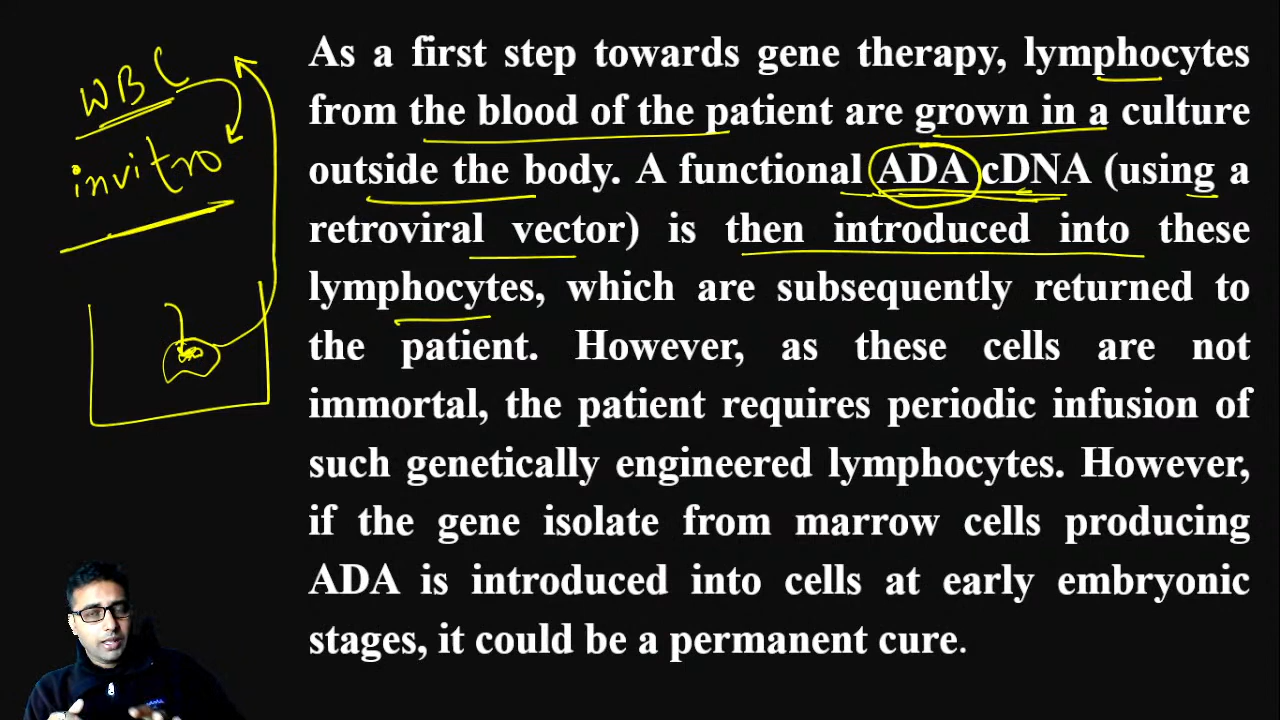 WBC
invitro
As a first step towards gene therapy, lymphocytes
from the blood of the patient are grown in a culture
outside the body. A functional ADA cDNA (using a
retroviral vector) is then introduced into these
lymphocytes, which are subsequently returned to
the patient. However, as these cells are not
immortal, the patient requires periodic infusion of
such genetically engineered lymphocytes. However,
if the gene isolate from marrow cells producing
ADA is introduced into cells at early embryonic
stages, it could be a permanent cure.